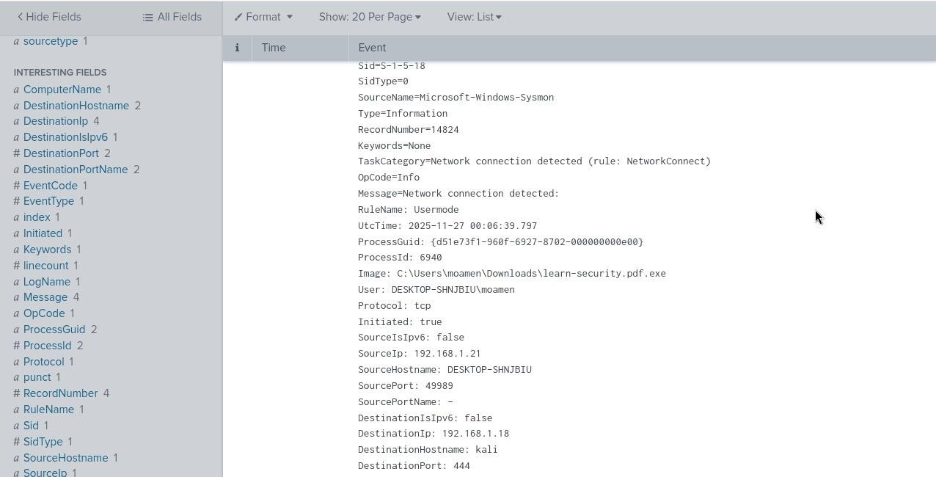 Hide Fields
All Fields
Format
Show: 20 Per Page
View: List
a sourcetype 1
INTERESTING FIELDS
a ComputerName 1
a DestinationHostname 2
a DestinationIp 4
a DestinationIsIpv6 1
# DestinationPort 2
a DestinationPortName 2
# EventCode 1
# EventType 1
a index 1
a Initiated 1
a Keywords 1
# linecount 1
a LogName 1
a Message 4
a OpCode 1
a ProcessGuid 2
# ProcessId 2
a Protocol 1
a punct 1
# RecordNumber 4
a RuleName 1
a Sid 1
# SidType 1
a SourceHostname 1
a SourceIp 1
i Time Event
Sid=S-1-5-18
SidType=0
SourceName=Microsoft-Windows-Sysmon
Type=Information
RecordNumber=14824
Keywords=None
TaskCategory=Network connection detected (rule: NetworkConnect)
OpCode=Info
Message=Network connection detected:
RuleName: Usermode
UtcTime: 2025-11-27 00:06:39.797
ProcessGuid: {d51e73f1-960f-6927-8702-000000000e00}
ProcessId: 6940
Image: C:\Users\moamen\Downloads\learn-security.pdf.exe
User: DESKTOP-SHNJBIU\moamen
Protocol: tcp
Initiated: true
SourceIsIpv6: false
SourceIp: 192.168.1.21
SourceHostname: DESKTOP-SHNJBIU
SourcePort: 49989
SourcePortName: -
DestinationIsIpv6: false
DestinationIp: 192.168.1.18
DestinationHostname: kali
DestinationPort: 444